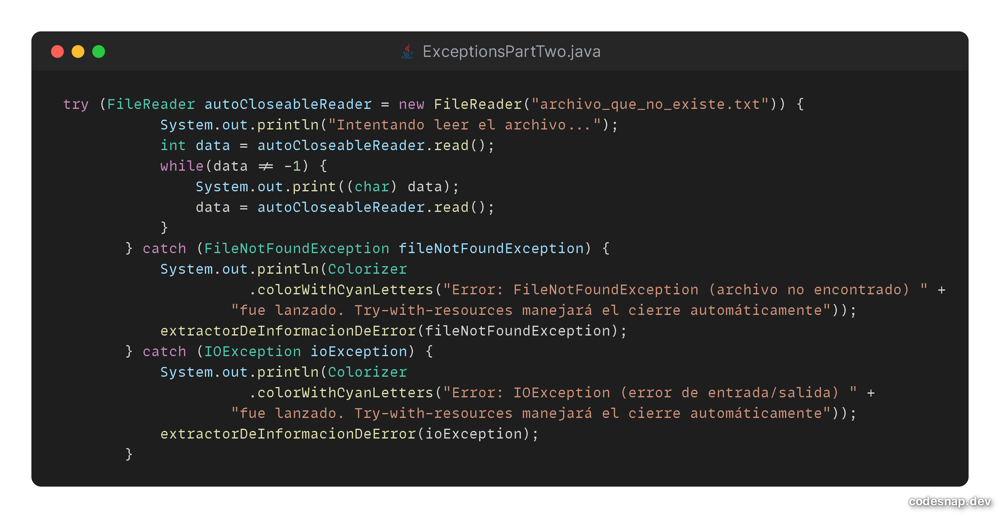 ExceptionsPartTwo.java
try (FileReader autoCloseableReader = new FileReader("archivo_que_no_existe.txt")) {
System.out.println("Intentando leer el archivo...");
int data = autoCloseableReader.read();
while(data != -1) {
System.out.print((char) data);
data = autoCloseableReader.read();
}
} catch (FileNotFoundException fileNotFoundException) {
System.out.println(Colorizer
.colorWithCyanLetters("Error: FileNotFoundException (archivo no encontrado) " +
"fue lanzado. Try-with-resources manejará el cierre automáticamente"));
extractorDeInformacionDeError(fileNotFoundException);
} catch (IOException ioException) {
System.out.println(Colorizer
.colorWithCyanLetters("Error: IOException (error de entrada/salida) " +
"fue lanzado. Try-with-resources manejará el cierre automáticamente"));
extractorDeInformacionDeError(ioException);
}
codesnap.dev